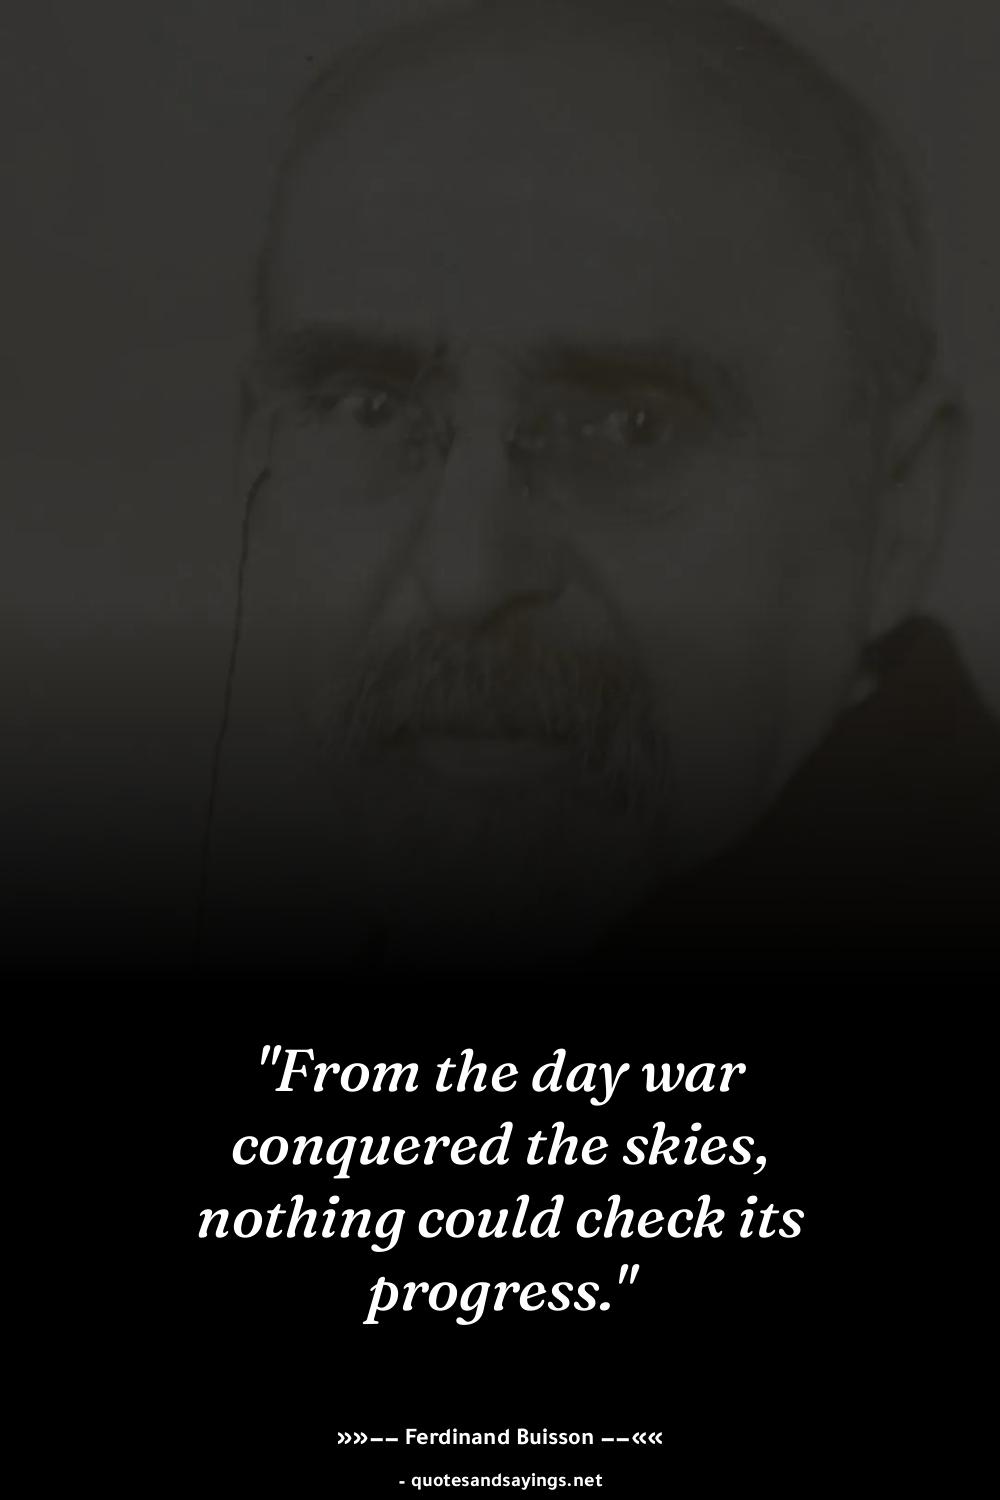 "From the day war
conquered the skies,
nothing could check its
progress."
»»−− Ferdinand Buisson −−««
- quotesandsayings.net